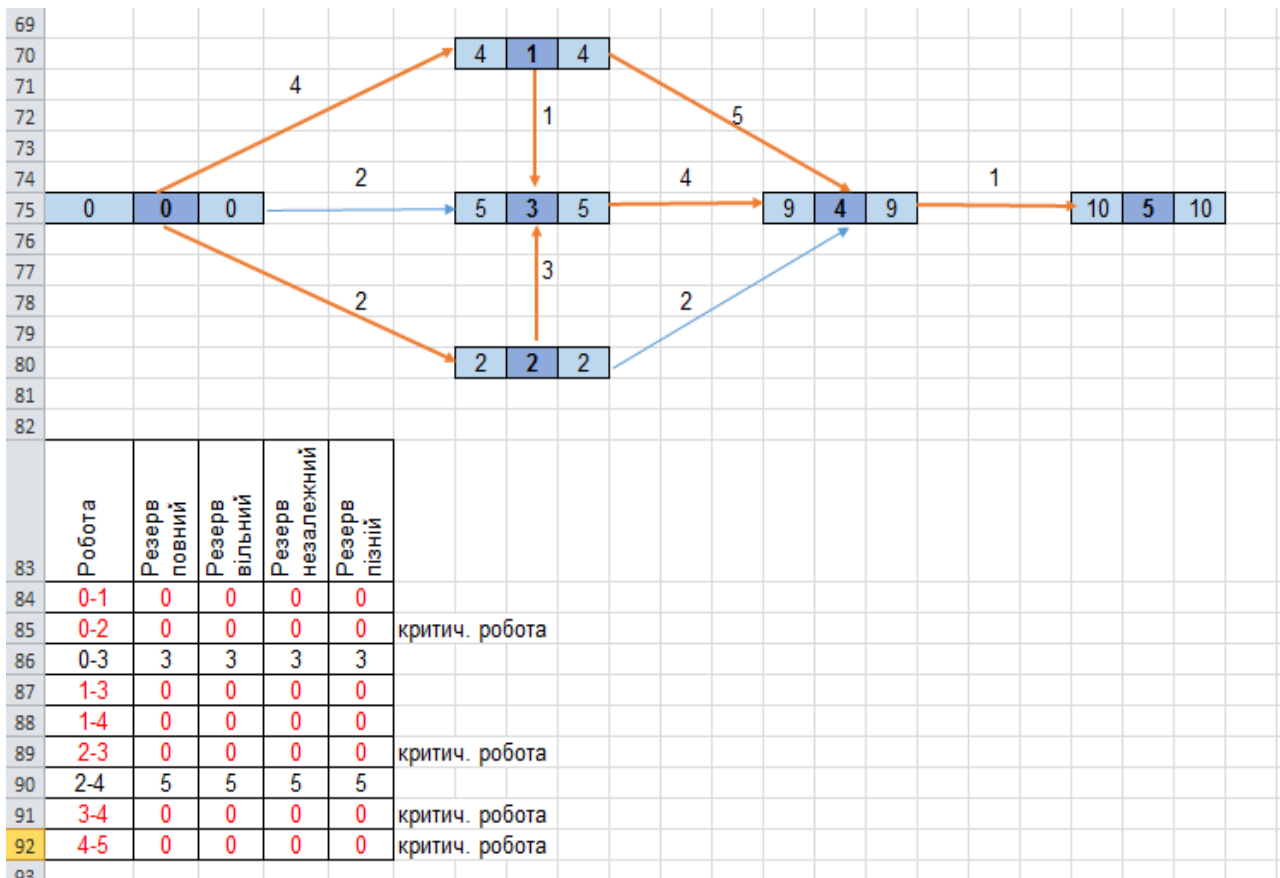 69
70 4 1 4
71 4
72 1 5
73
74 2 4 1
75 0 0 0 5 3 5 9 4 9 10 5 10
76
77 3
78 2 2
79
80 2 2 2
81
82
83 Робота Резерв повний Резерв вільний Резерв незалежний Резерв пізній
84 0-1 0 0 0 0
85 0-2 0 0 0 0 критич. робота
86 0-3 3 3 3 3
87 1-3 0 0 0 0
88 1-4 0 0 0 0
89 2-3 0 0 0 0 критич. робота
90 2-4 5 5 5 5
91 3-4 0 0 0 0 критич. робота
92 4-5 0 0 0 0 критич. робота
93